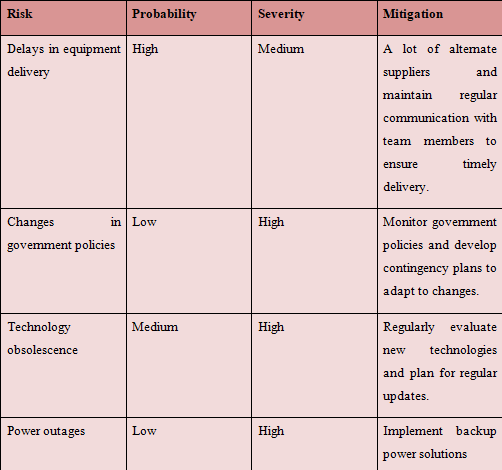 Risk Probability Severity Mitigation
Delays in equipment High Medium A lot of alternate
delivery suppliers and
maintain regular
communication with
team members to
ensure timely
delivery.
Changes in Low High Monitor government
government policies policies and develop
contingency plans to
adapt to changes.
Technology Medium High Regularly evaluate
obsolescence new technologies
and plan for regular
updates.
Power outages Low High Implement backup
power solutions